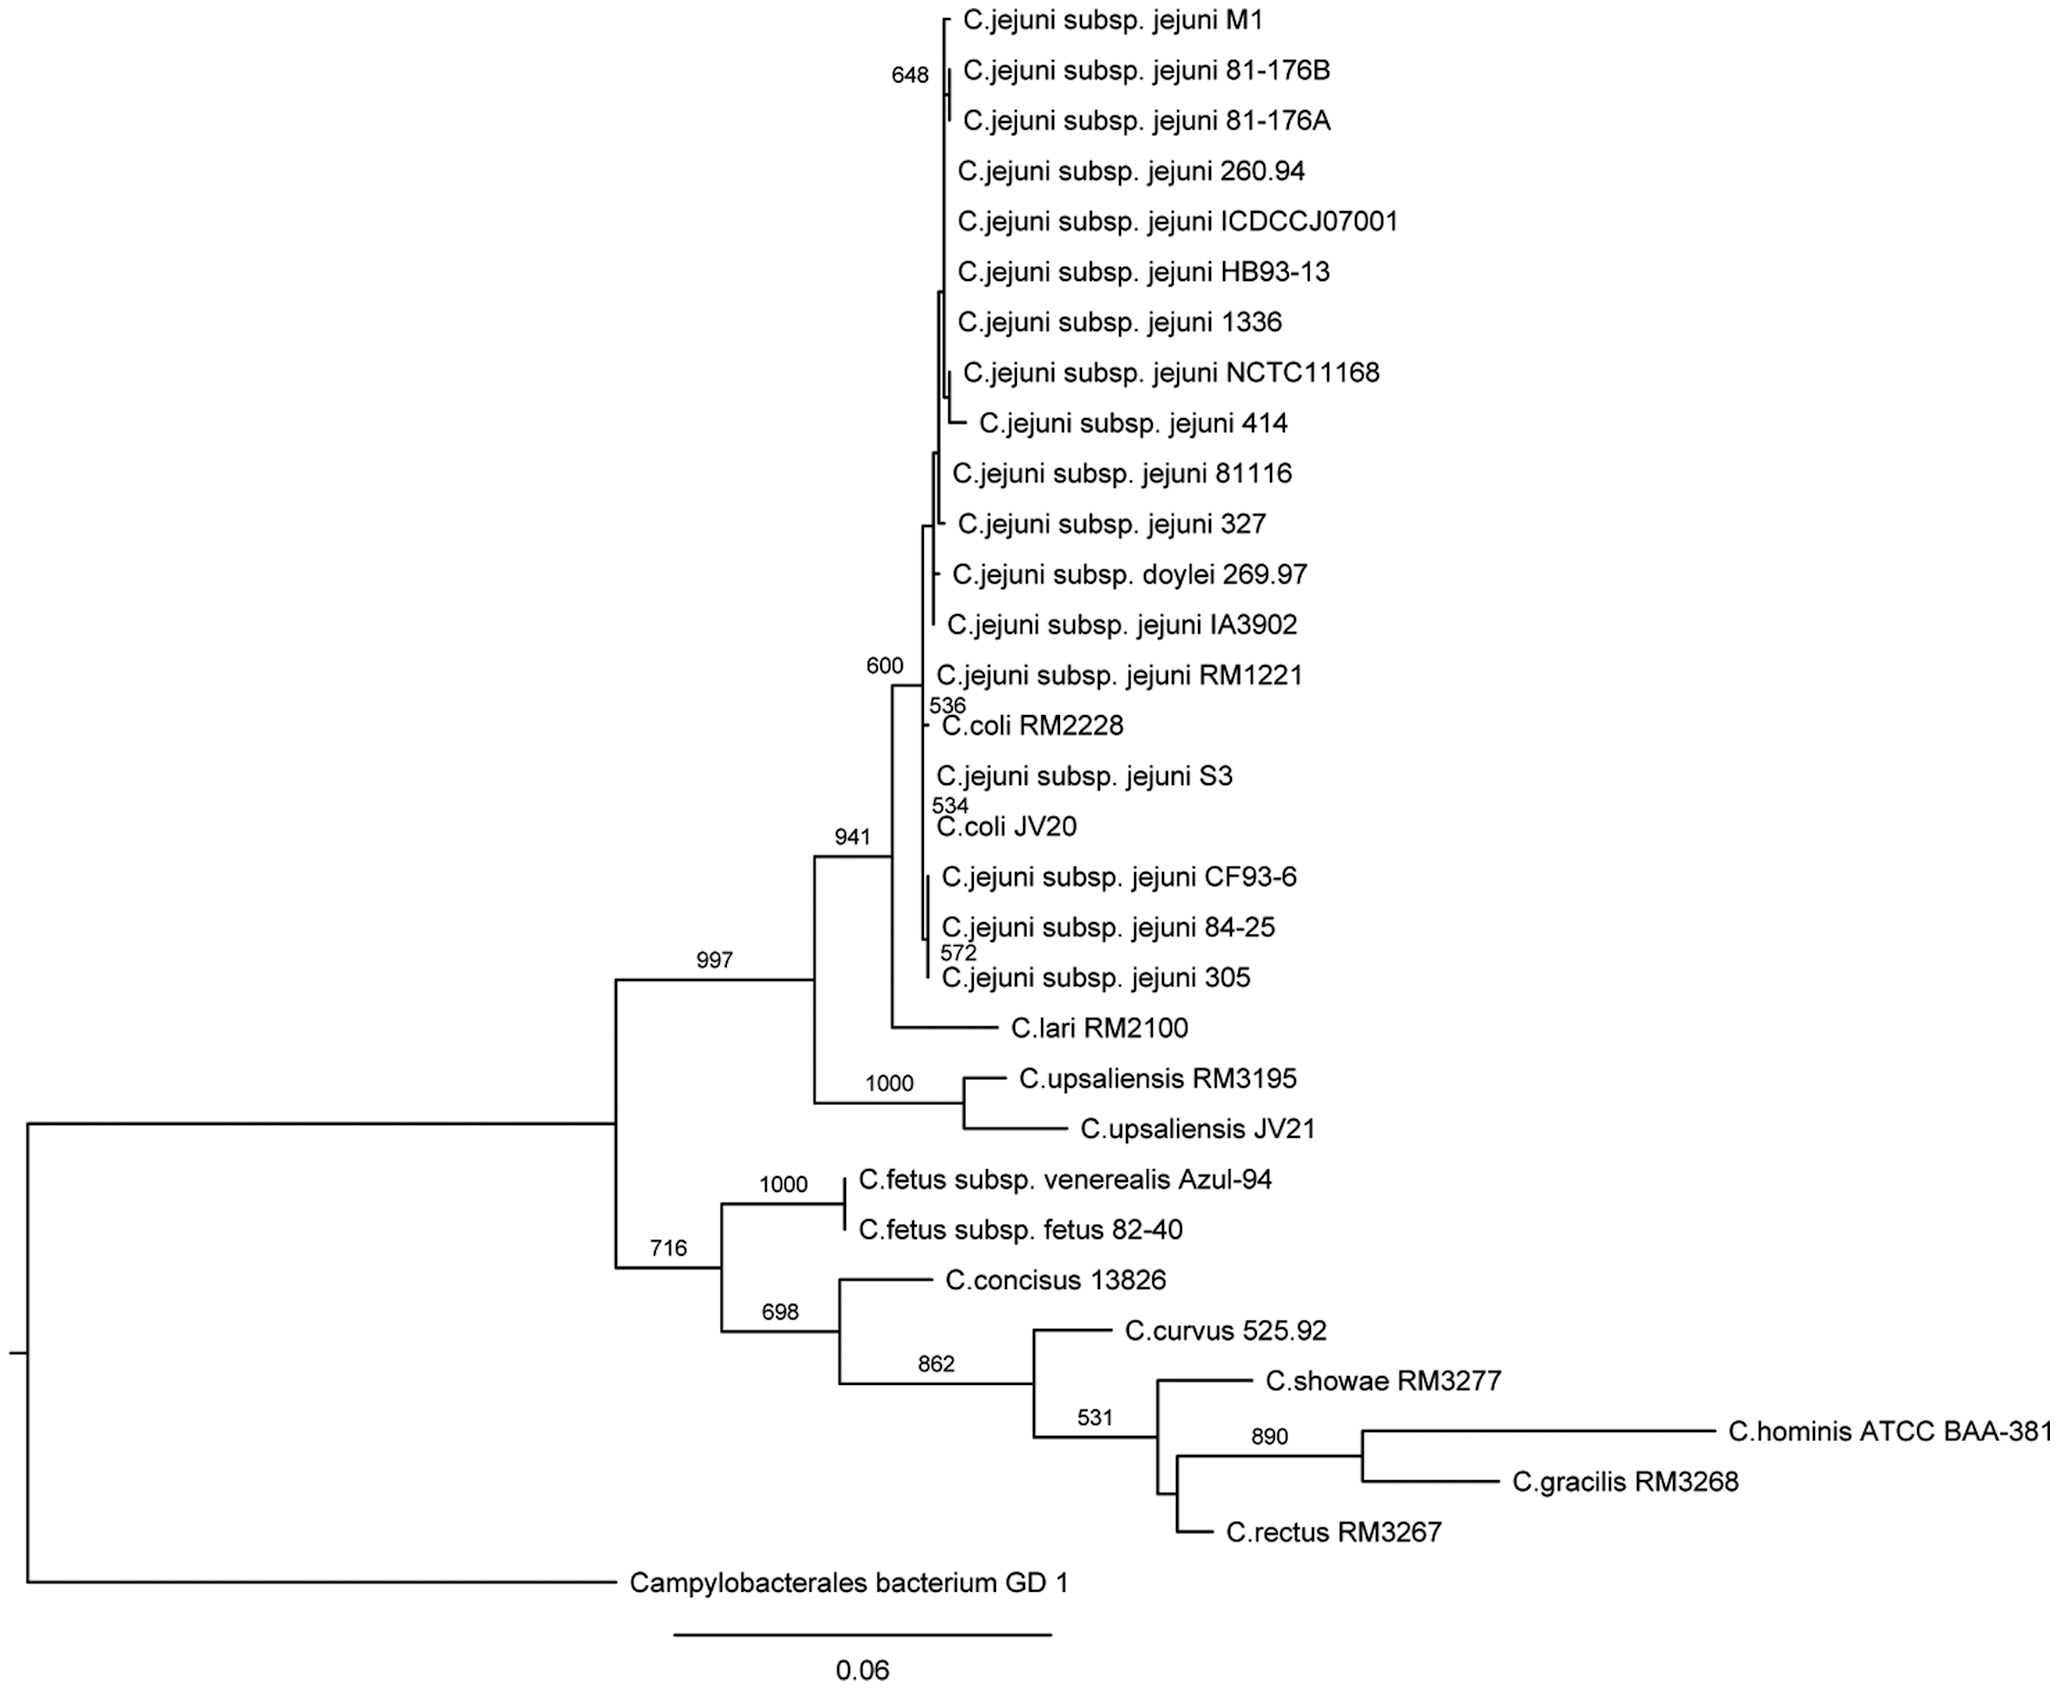 C.jejuni subsp. jejuni M1
648
C.jejuni subsp. jejuni 81-176B
C.jejuni subsp. jejuni 81-176A
C.jejuni subsp. jejuni 260.94
C.jejuni subsp. jejuni ICDCCJ07001
C.jejuni subsp. jejuni HB93-13
C.jejuni subsp. jejuni 1336
C.jejuni subsp. jejuni NCTC11168
C.jejuni subsp. jejuni 414
C.jejuni subsp. jejuni 81116
C.jejuni subsp. jejuni 327
C.jejuni subsp. doylei 269.97
C.jejuni subsp. jejuni IA3902
600
C.jejuni subsp. jejuni RM1221
536
C.coli RM2228
C.jejuni subsp. jejuni S3
534
C.coli JV20
941
C.jejuni subsp. jejuni CF93-6
C.jejuni subsp. jejuni 84-25
572
997
C.jejuni subsp. jejuni 305
C.lari RM2100
C.upsaliensis RM3195
1000
C.upsaliensis JV21
C.fetus subsp. venerealis Azul-94
1000
C.fetus subsp. fetus 82-40
716
C.concisus 13826
698
C.curvus 525.92
862
C.showae RM3277
531
C.hominis ATCC BAA-381
890
C.gracilis RM3268
C.rectus RM3267
Campylobacterales bacterium GD 1
0.06